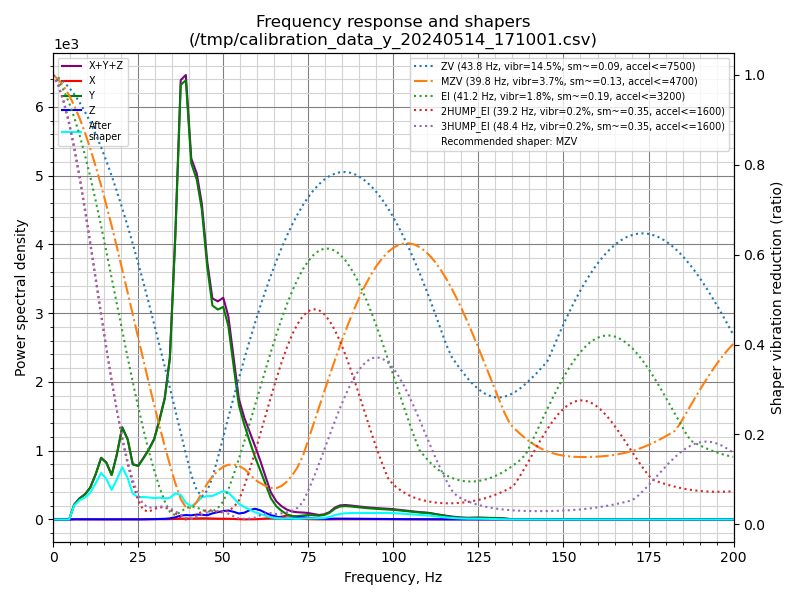 Frequency response and shapers
(/tmp/calibration_data_y_20240514_171001.csv)
1e3
X+Y+Z
X
Y
Z
After
shaper
ZV (43.8 Hz, vibr=14.5%, sm~=0.09, accel<=7500)
MZV (39.8 Hz, vibr=3.7%, sm~=0.13, accel<=4700)
EI (41.2 Hz, vibr=1.8%, sm~=0.19, accel<=3200)
2HUMP_EI (39.2 Hz, vibr=0.2%, sm~=0.35, accel<=1600)
3HUMP_EI (48.4 Hz, vibr=0.2%, sm~=0.35, accel<=1600)
Recommended shaper: MZV
Power spectral density
6
5
4
3
2
1
0
1.0
0.8
0.6
0.4
0.2
0.0
Shaper vibration reduction (ratio)
0
25
50
75
100
125
150
175
200
Frequency, Hz